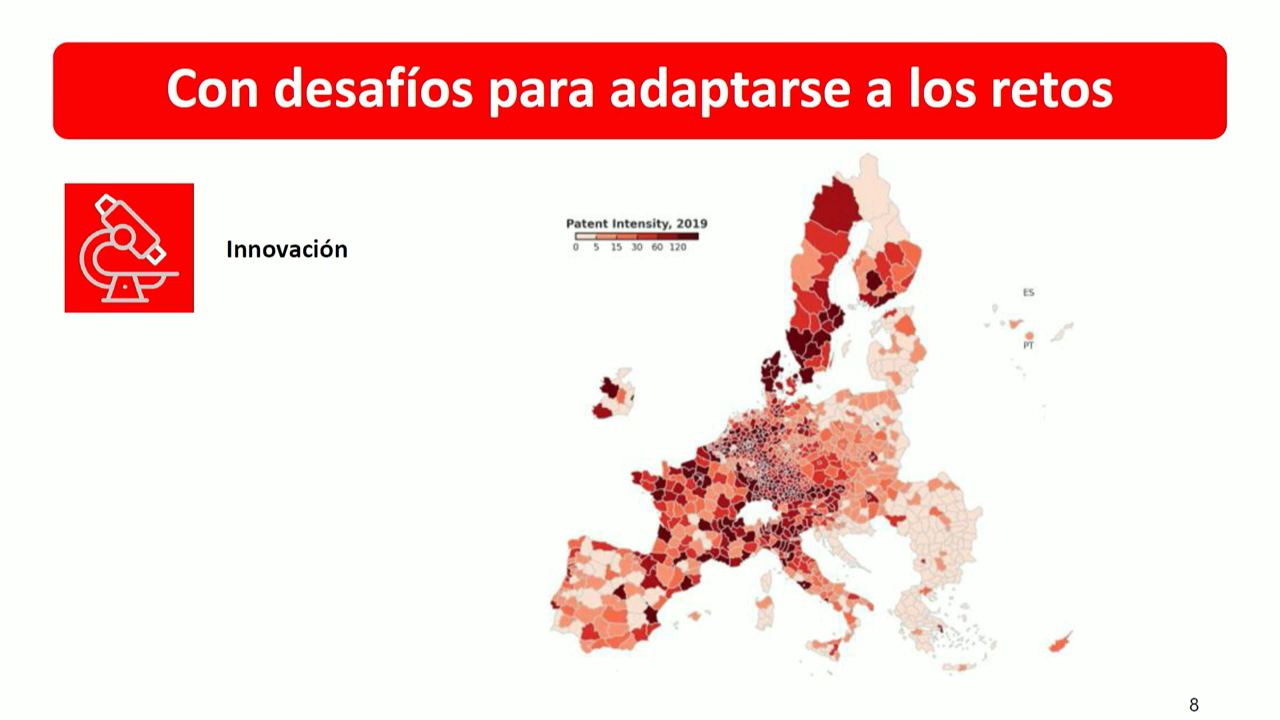 Con desafíos para adaptarse a los retos
Innovación
Patent Intensity, 2019
0 5 15 30 60 120
ES
PT
8